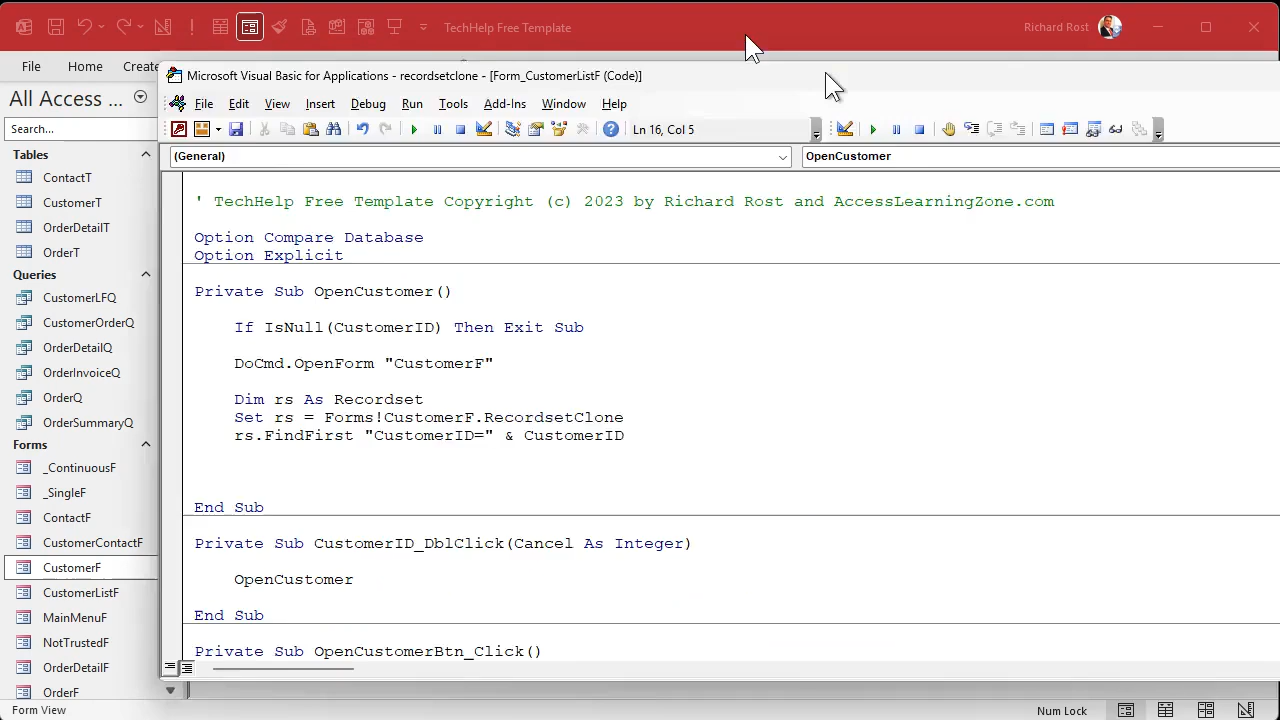 TechHelp Free Template
Richard Rost
File
Home
Create
Microsoft Visual Basic for Applications - recordsetclone - [Form_CustomerListF (Code)]
File Edit View Insert Debug Run Tools Add-Ins Window Help
Ln 16, Col 5
(General)
OpenCustomer
All Access ...
Search...
Tables
ContactT
CustomerT
OrderDetailT
OrderT
Queries
CustomerLFQ
CustomerOrderQ
OrderDetailQ
OrderInvoiceQ
OrderQ
OrderSummaryQ
Forms
_ContinuousF
_SingleF
ContactF
CustomerContactF
CustomerF
CustomerListF
MainMenuF
NotTrustedF
OrderDetailF
OrderF
' TechHelp Free Template Copyright (c) 2023 by Richard Rost and AccessLearningZone.com
Option Compare Database
Option Explicit
Private Sub OpenCustomer()
If IsNull(CustomerID) Then Exit Sub
DoCmd.OpenForm "CustomerF"
Dim rs As Recordset
Set rs = Forms!CustomerF.RecordsetClone
rs.FindFirst "CustomerID=" & CustomerID
End Sub
Private Sub CustomerID_DblClick(Cancel As Integer)
OpenCustomer
End Sub
Private Sub OpenCustomerBtn_Click()
Form View
Num Lock